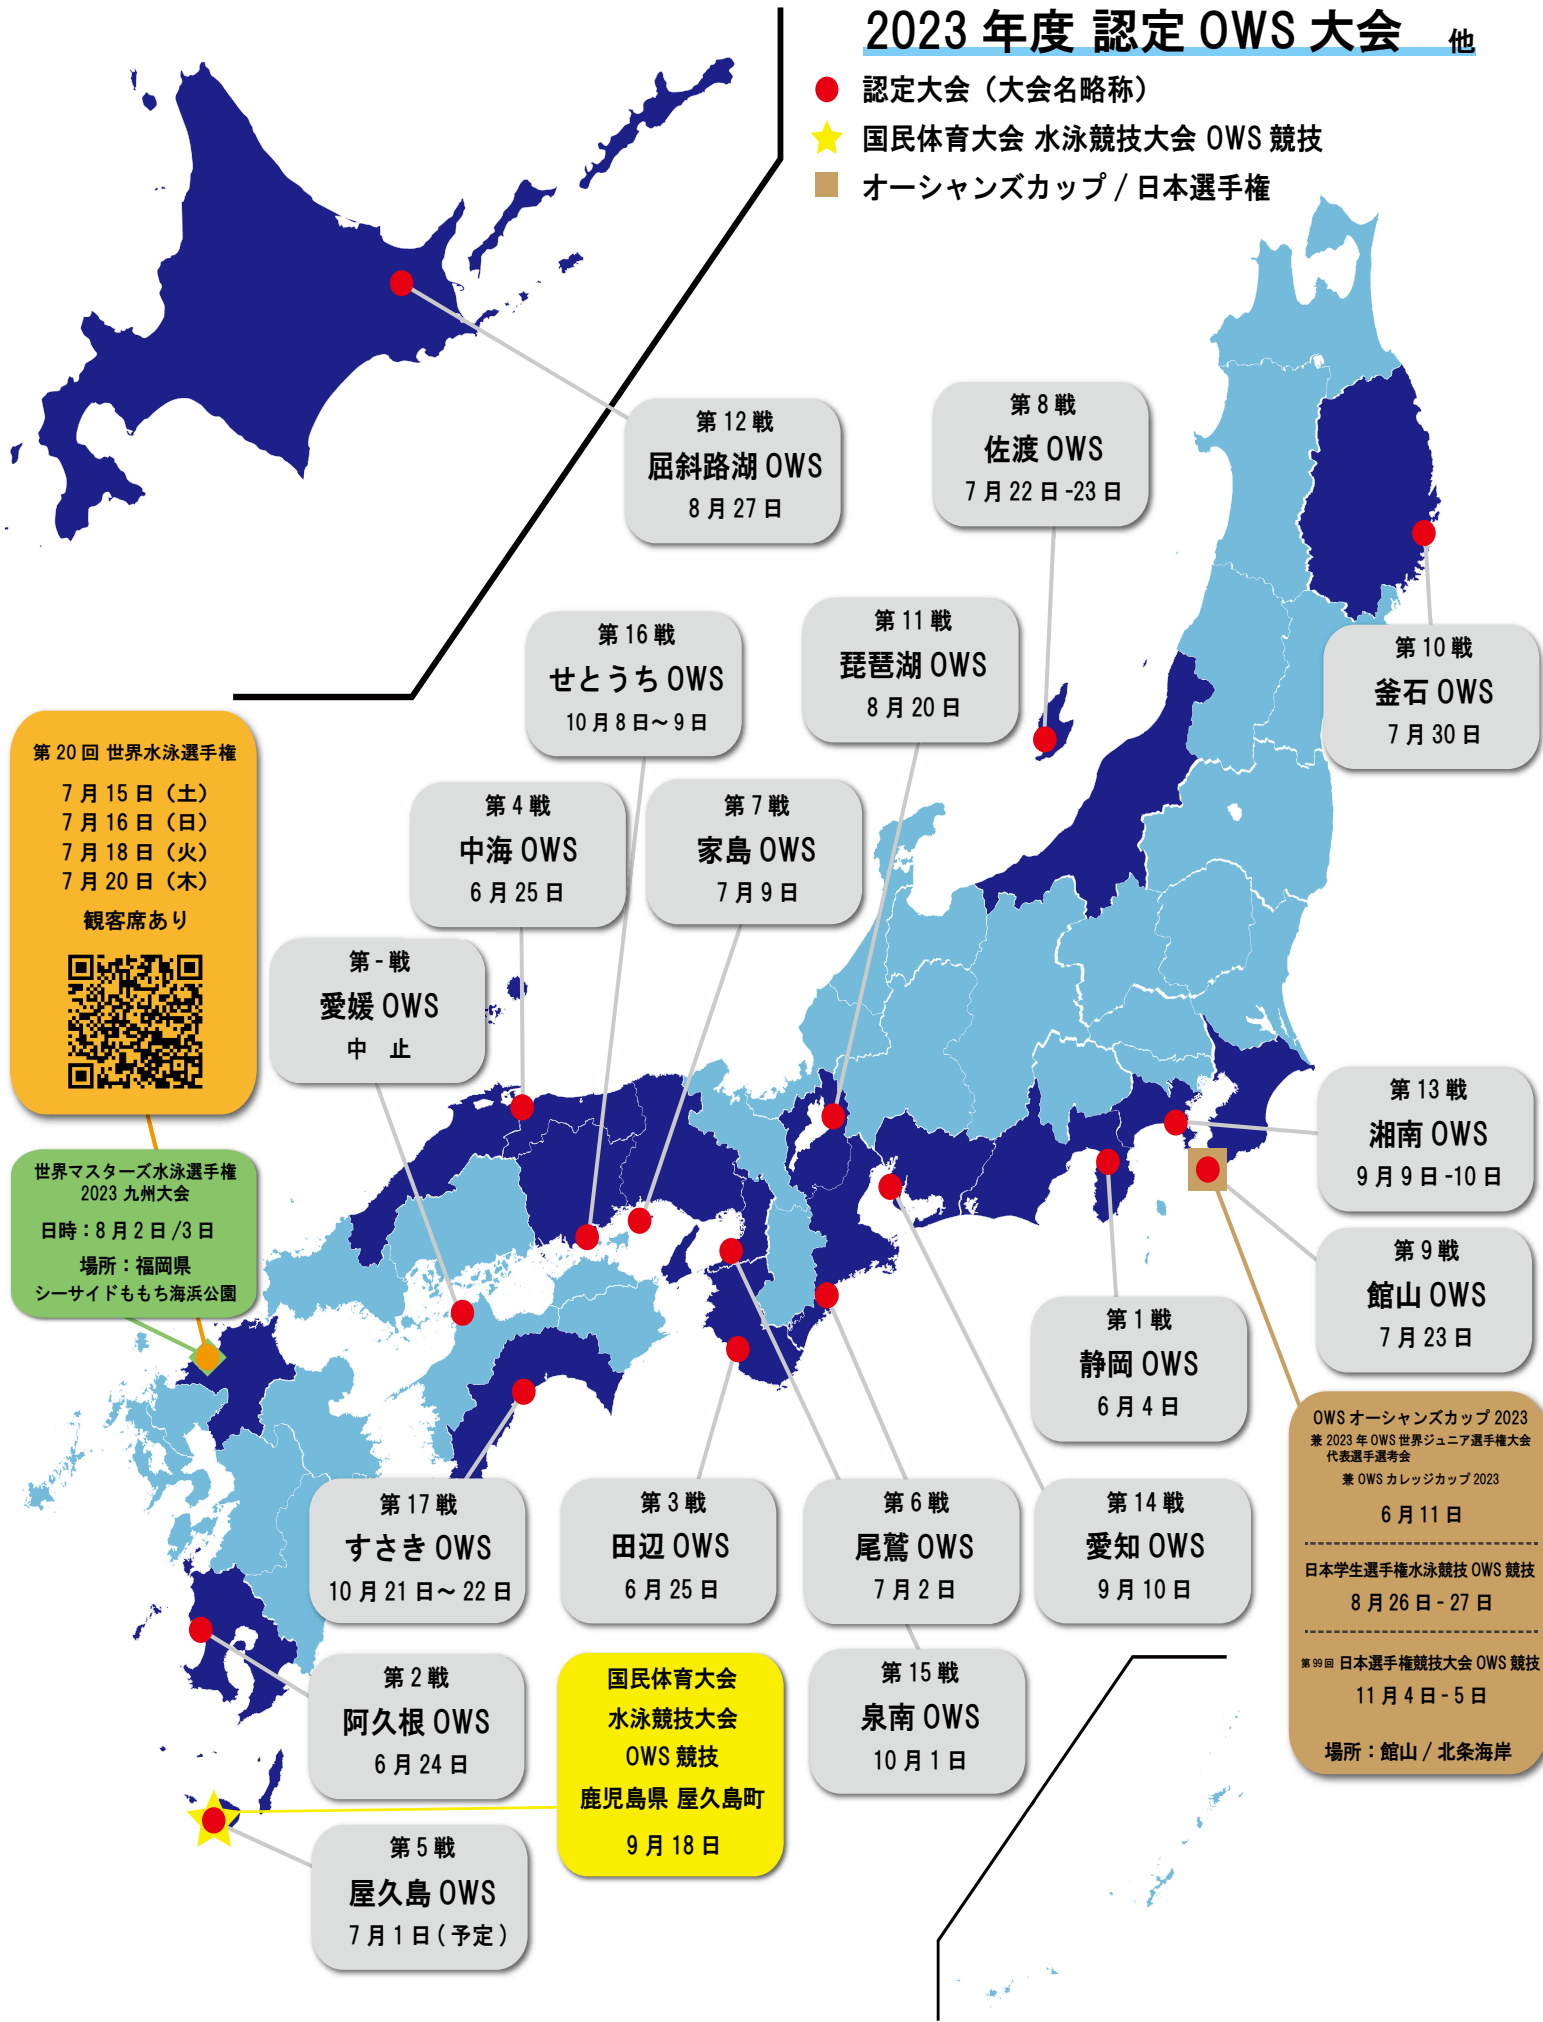 2023 年度 認定 OWS 大会 他
認定大会（大会名略称）
国民体育大会 水泳競技大会 OWS 競技
オーシャンズカップ / 日本選手権
第 12 戦
屈斜路湖 OWS
8 月 27 日
第 8 戦
佐渡 OWS
7 月 22 日 -23 日
第 16 戦
せとうち OWS
10 月 8 日～ 9 日
第 11 戦
琵琶湖 OWS
8 月 20 日
第 10 戦
釜石 OWS
7 月 30 日
第 20 回 世界水泳選手権
7 月 15 日（土）
7 月 16 日（日）
7 月 18 日（火）
7 月 20 日（木）
観客席あり
第 4 戦
中海 OWS
6 月 25 日
第 7 戦
家島 OWS
7 月 9 日
第 - 戦
愛媛 OWS
中　止
世界マスターズ水泳選手権
2023 九州大会
日時：8 月 2 日 /3 日
場所：福岡県
シーサイドももち海浜公園
第 13 戦
湘南 OWS
9 月 9 日 -10 日
第 9 戦
館山 OWS
7 月 23 日
第 1 戦
静岡 OWS
6 月 4 日
OWS オーシャンズカップ 2023
兼 2023 年 OWS 世界ジュニア選手権大会
代表選手選考会
兼 OWS カレッジカップ 2023
6 月 11 日
日本学生選手権水泳競技 OWS 競技
8 月 26 日 - 27 日
第 99 回 日本選手権競技大会 OWS 競技
11 月 4 日 - 5 日
場所：館山 / 北条海岸
第 17 戦
すさき OWS
10 月 21 日～ 22 日
第 3 戦
田辺 OWS
6 月 25 日
第 6 戦
尾鷲 OWS
7 月 2 日
第 14 戦
愛知 OWS
9 月 10 日
第 2 戦
阿久根 OWS
6 月 24 日
国民体育大会
水泳競技大会
OWS 競技
鹿児島県 屋久島町
9 月 18 日
第 15 戦
泉南 OWS
10 月 1 日
第 5 戦
屋久島 OWS
7 月 1 日 ( 予定 )